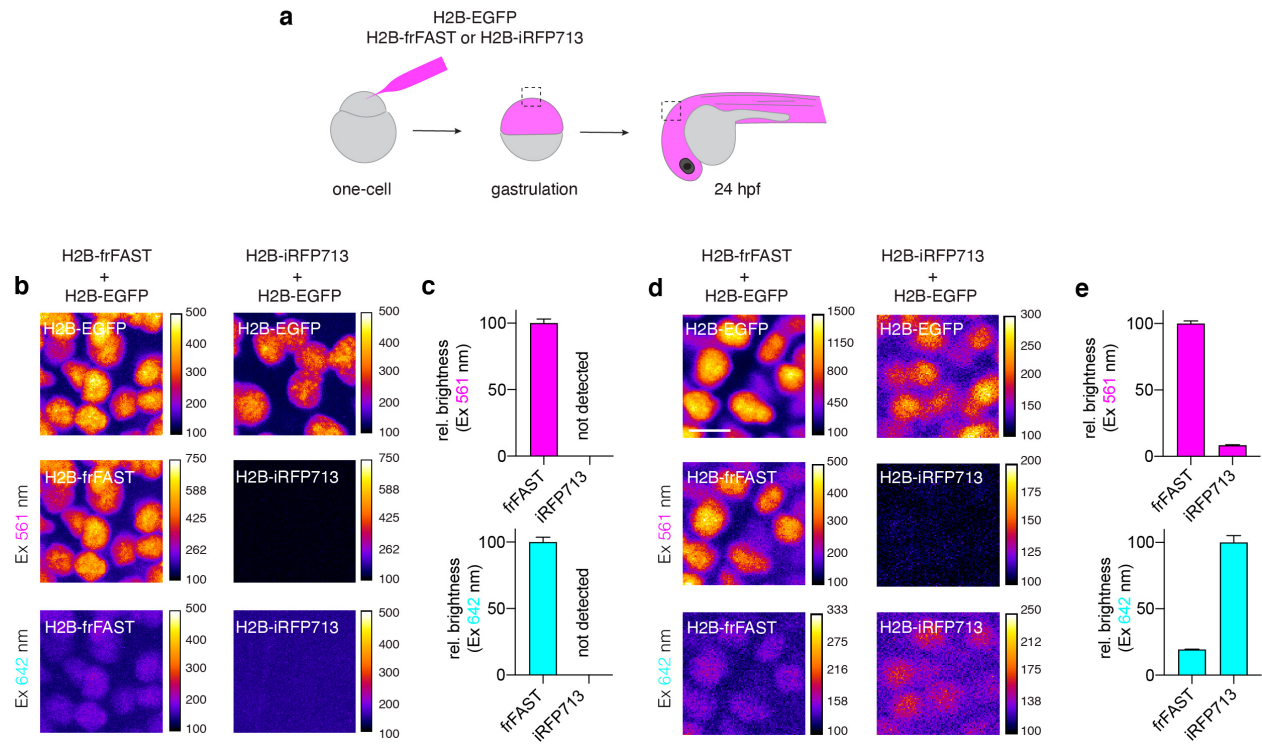 a
H2B-EGFP
H2B-frFAST or H2B-iRFP713
one-cell
gastrulation
24 hpf
b
H2B-frFAST
+
H2B-EGFP
H2B-iRFP713
+
H2B-EGFP
H2B-EGFP
500
400
300
200
100
500
400
300
200
100
Ex 561 nm
H2B-frFAST
750
588
425
262
100
H2B-iRFP713
750
588
425
262
100
Ex 642 nm
H2B-frFAST
500
400
300
200
100
H2B-iRFP713
500
400
300
200
100
c
rel. brightness
(Ex 561 nm)
100
50
0
not detected
frFAST
iRFP713
rel. brightness
(Ex 642 nm)
100
50
0
not detected
frFAST
iRFP713
d
H2B-frFAST
+
H2B-EGFP
H2B-iRFP713
+
H2B-EGFP
H2B-EGFP
1500
1150
800
450
100
H2B-EGFP
300
250
200
150
100
Ex 561 nm
H2B-frFAST
500
400
300
200
100
H2B-iRFP713
200
175
150
125
100
Ex 642 nm
H2B-frFAST
333
275
216
158
100
H2B-iRFP713
250
212
175
138
100
e
rel. brightness
(Ex 561 nm)
100
50
0
frFAST
iRFP713
rel. brightness
(Ex 642 nm)
100
50
0
frFAST
iRFP713